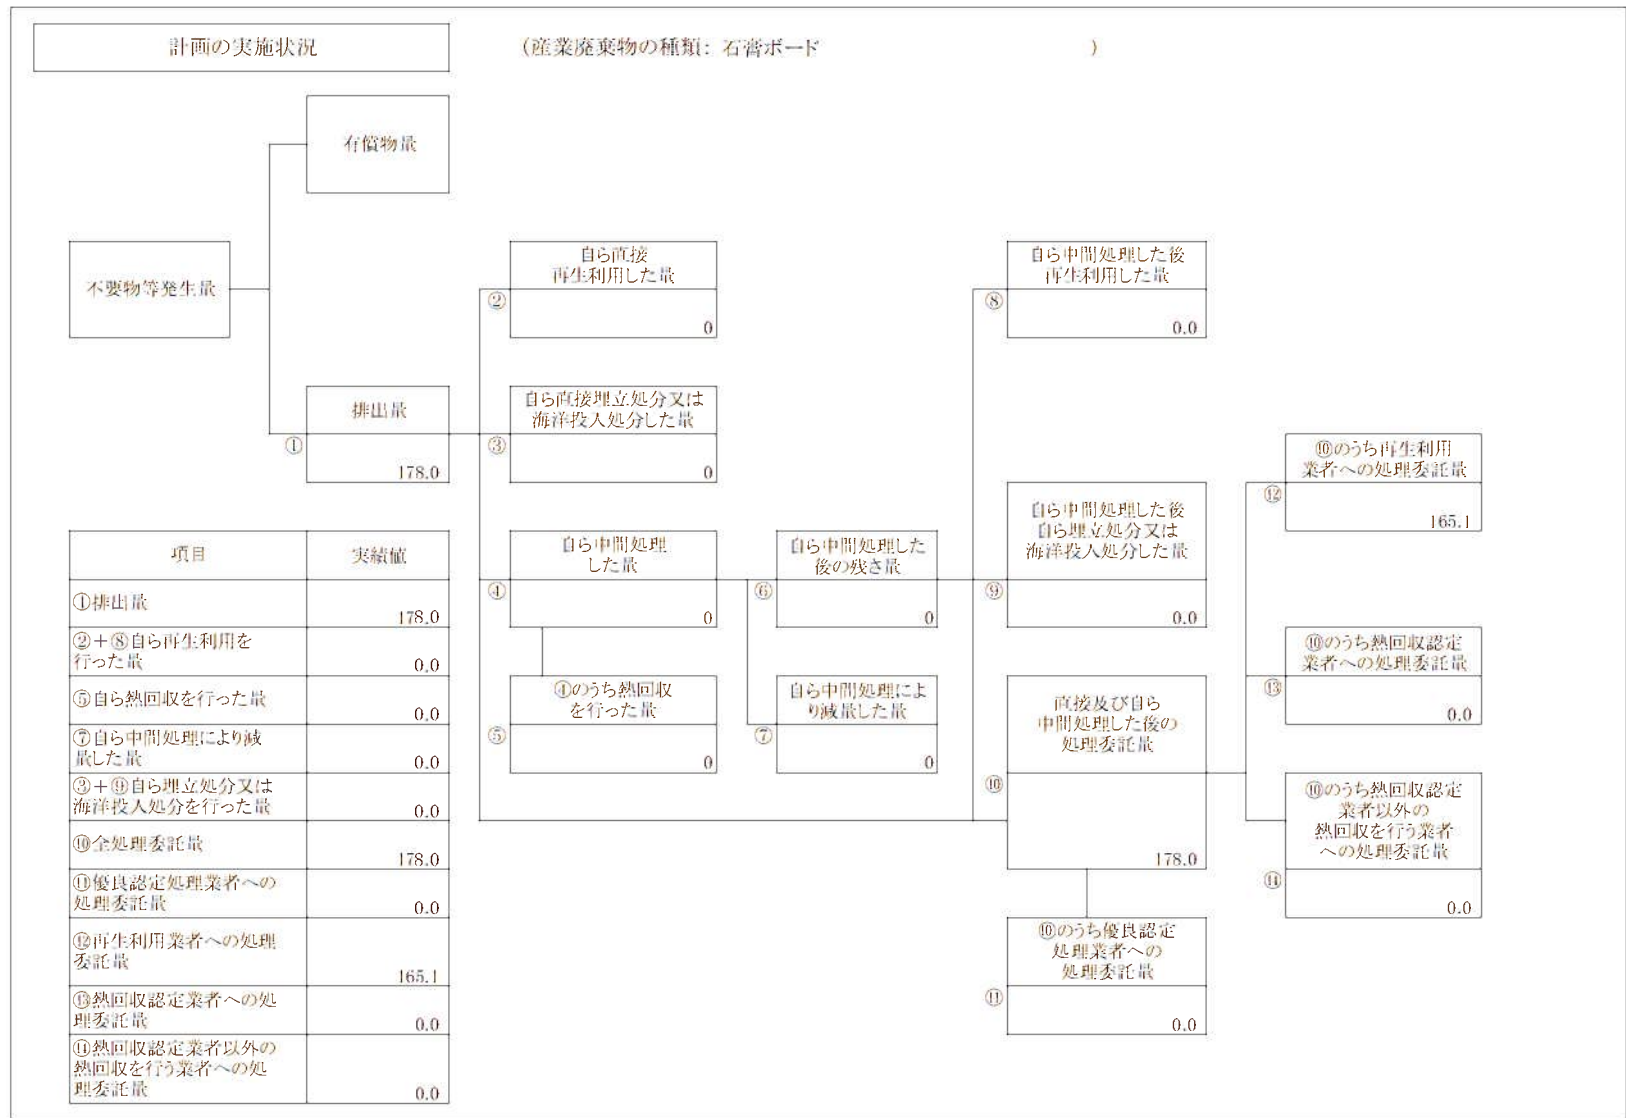 計画の実施状況
(産業廃棄物の種類: 石膏ボード )
有償物量
不要物等発生量
自ら直接
再生利用した量
②
0
自ら中間処理した後
再生利用した量
⑧
0.0
排出量
①
178.0
自ら直接埋立処分又は
海洋投入処分した量
③
0
⑩のうち再生利用
業者への処理委託量
⑫
165.1
自ら中間処理した後
自ら埋立処分又は
海洋投入処分した量
⑨
0.0
自ら中間処理
した量
④
0
自ら中間処理した
後の残さ量
⑥
0
⑩のうち熱回収認定
業者への処理委託量
⑬
0.0
④のうち熱回収
を行った量
⑤
0
自ら中間処理によ
り減量した量
⑦
0
直接及び自ら
中間処理した後の
処理委託量
⑩
178.0
⑩のうち熱回収認定
業者以外の
熱回収を行う業者
への処理委託量
⑭
0.0
⑩のうち優良認定
処理業者への
処理委託量
⑪
0.0
項目 実績値
①排出量
178.0
②+⑧自ら再生利用を
行った量
0.0
⑤自ら熱回収を行った量
0.0
⑦自ら中間処理により減
量した量
0.0
③+⑨自ら埋立処分又は
海洋投入処分を行った量
0.0
⑩全処理委託量
178.0
⑪優良認定処理業者への
処理委託量
0.0
⑫再生利用業者への処理
委託量
165.1
⑬熱回収認定業者への処
理委託量
0.0
⑭熱回収認定業者以外の
熱回収を行う業者への処
理委託量
0.0